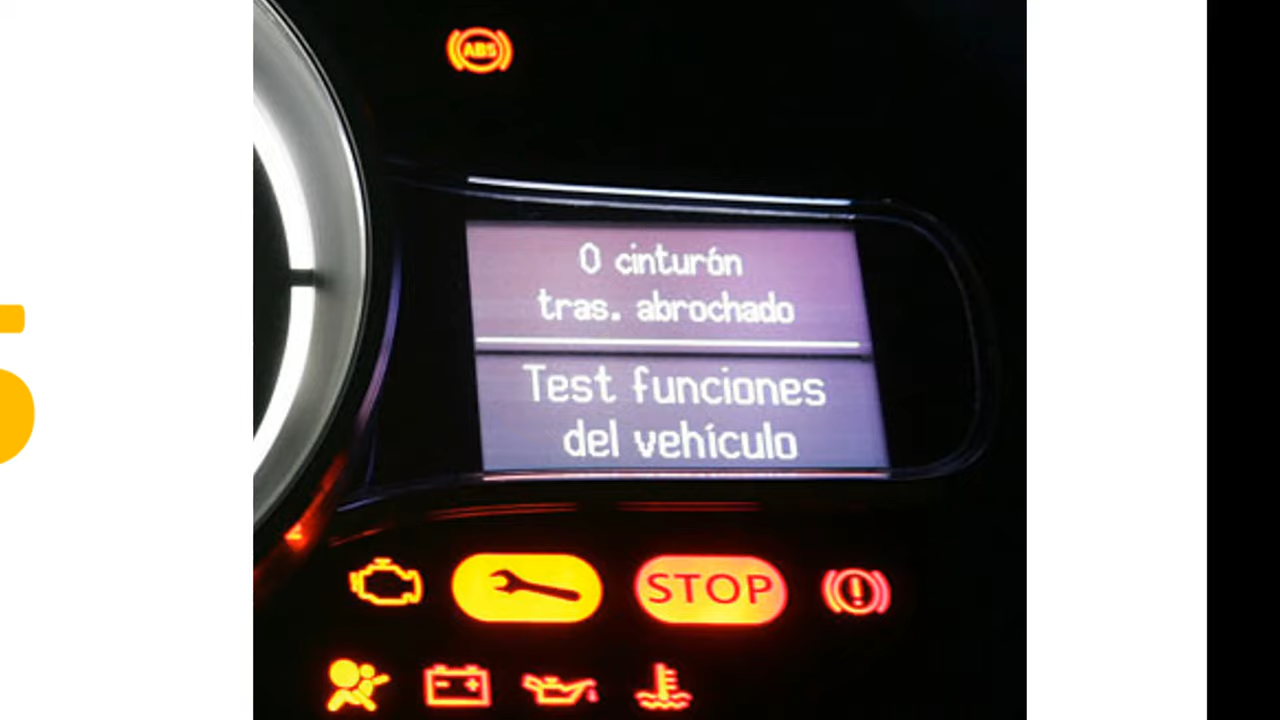 ABS
0 cinturón
tras. abrochado
Test funciones
del vehículo
STOP